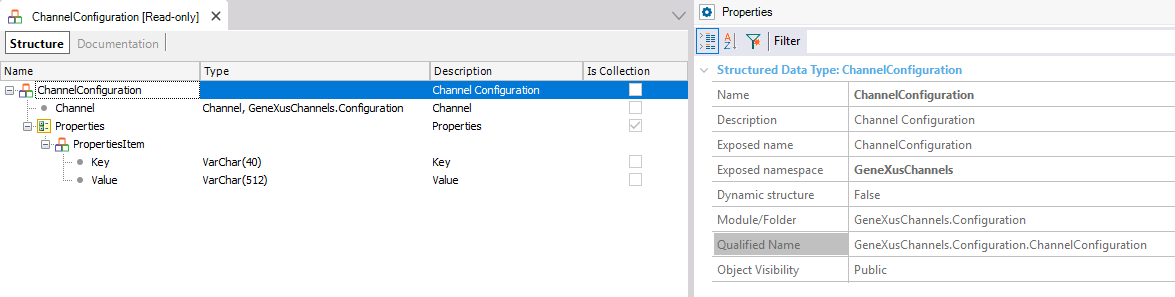 ChannelConfiguration [Read-only]
Structure Documentation
Name Type Description Is Collection
ChannelConfiguration Channel Configuration
Channel Channel, GeneXusChannels.Configuration Channel
Properties Properties
PropertiesItem
Key VarChar(40) Key
Value VarChar(512) Value
Properties
Filter
Structured Data Type: ChannelConfiguration
Name ChannelConfiguration
Description Channel Configuration
Exposed name ChannelConfiguration
Exposed namespace GeneXusChannels
Dynamic structure False
Module/Folder GeneXusChannels.Configuration
Qualified Name GeneXusChannels.Configuration.ChannelConfiguration
Object Visibility Public